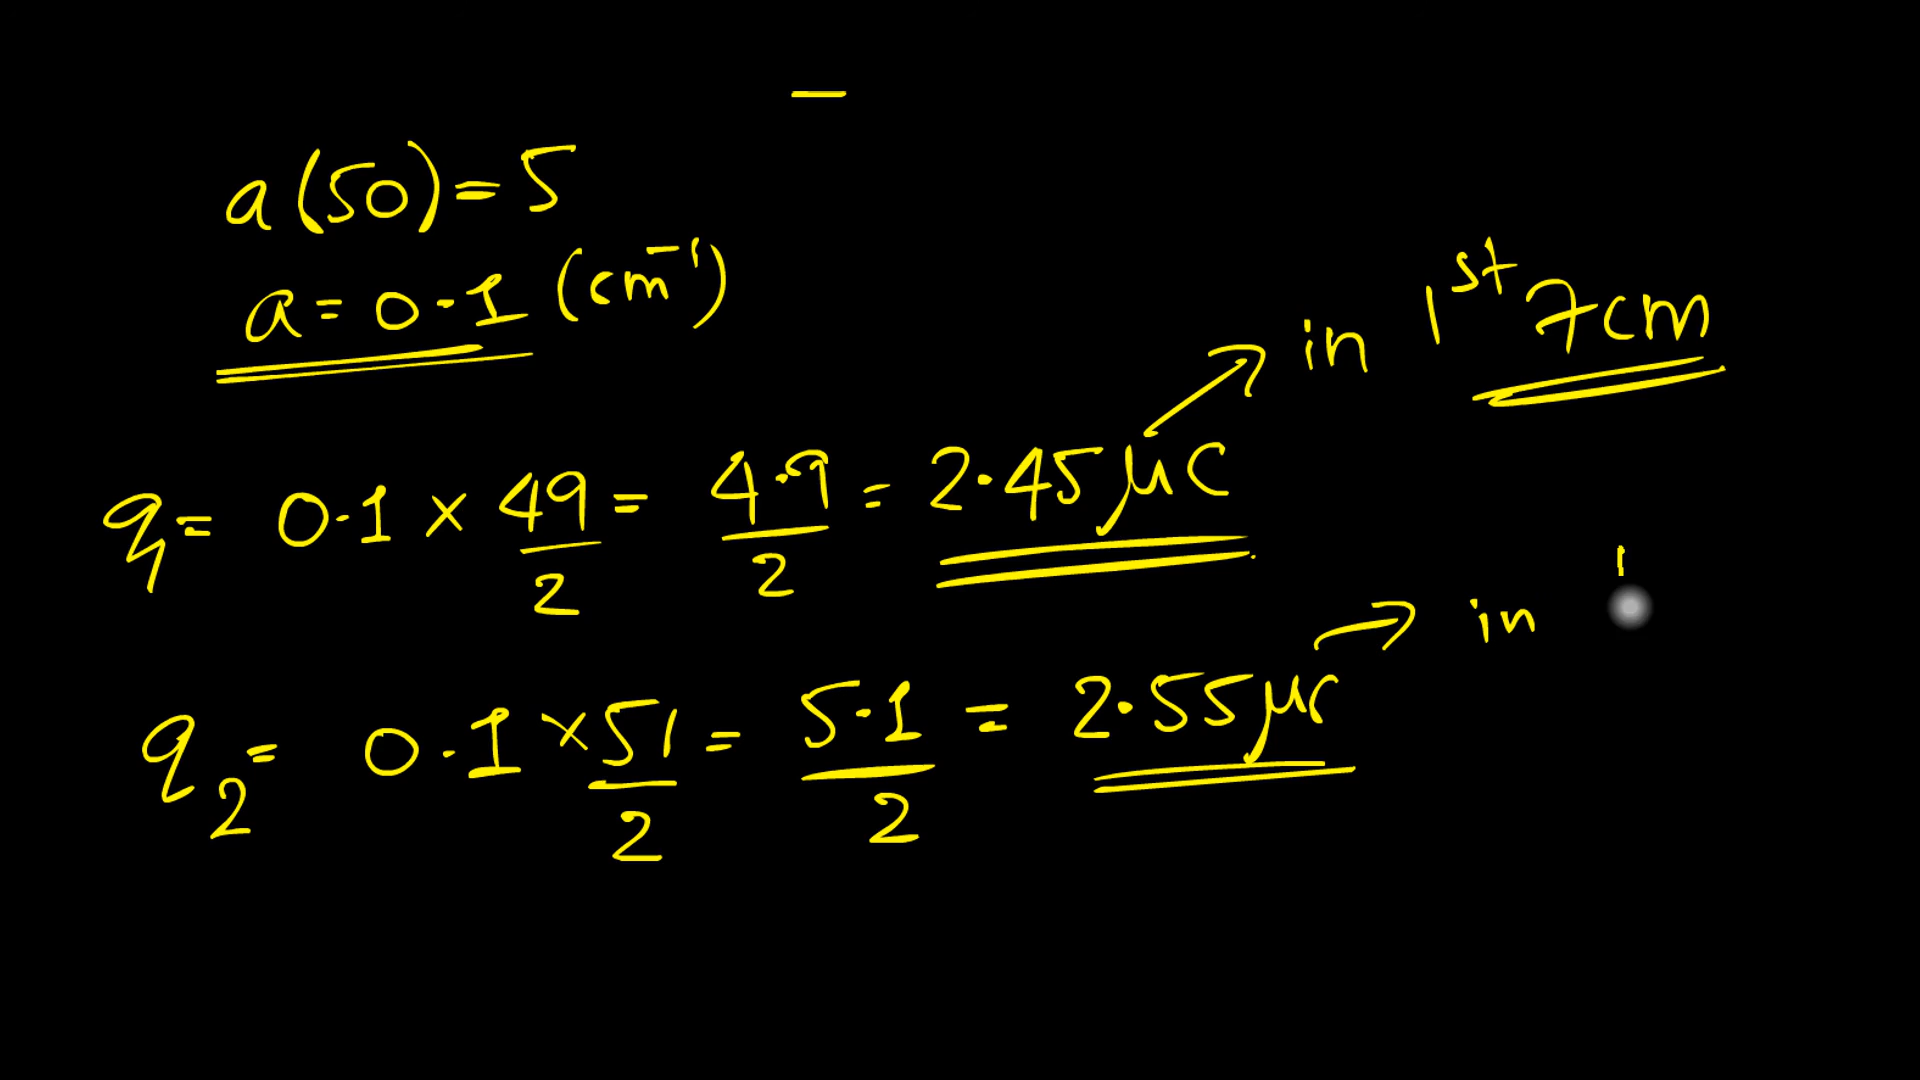 a(50) = 5
a = 0.1 (cm⁻¹)
in 1st 7cm
q = 0.1 × 49/2 = 4.9/2 = 2.45 μC
in
q2 = 0.1 × 51/2 = 5.1/2 = 2.55 μC